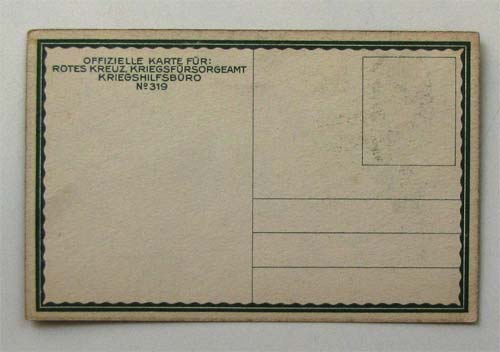 OFFIZIELLE KARTE FÜR:
ROTES KREUZ, KRIEGSFÜRSORGEAMT
KRIEGSHILFSBÜRO
Nº 319